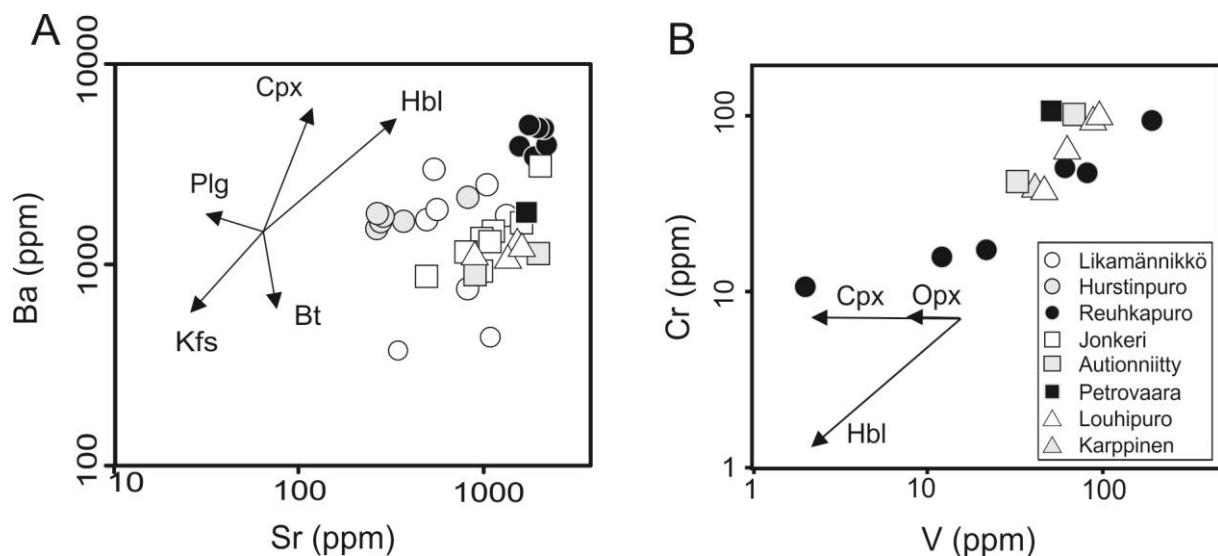 A
10000
Cpx
Hbl
Plg
1000
Kfs
Bt
100
10
100
1000
Ba (ppm)
Sr (ppm)
B
100
10
1
Cpx
Opx
Hbl
Likamännikkö
Hurstinpuro
Reuhkapuro
Jonkeri
Autionniitty
Petrovaara
Louhipuro
Karppinen
1
10
100
Cr (ppm)
V (ppm)